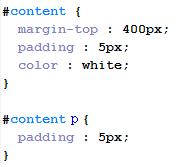 #content {
margin-top : 400px;
padding : 5px;
color : white;
}
#content p {
padding : 5px;
}